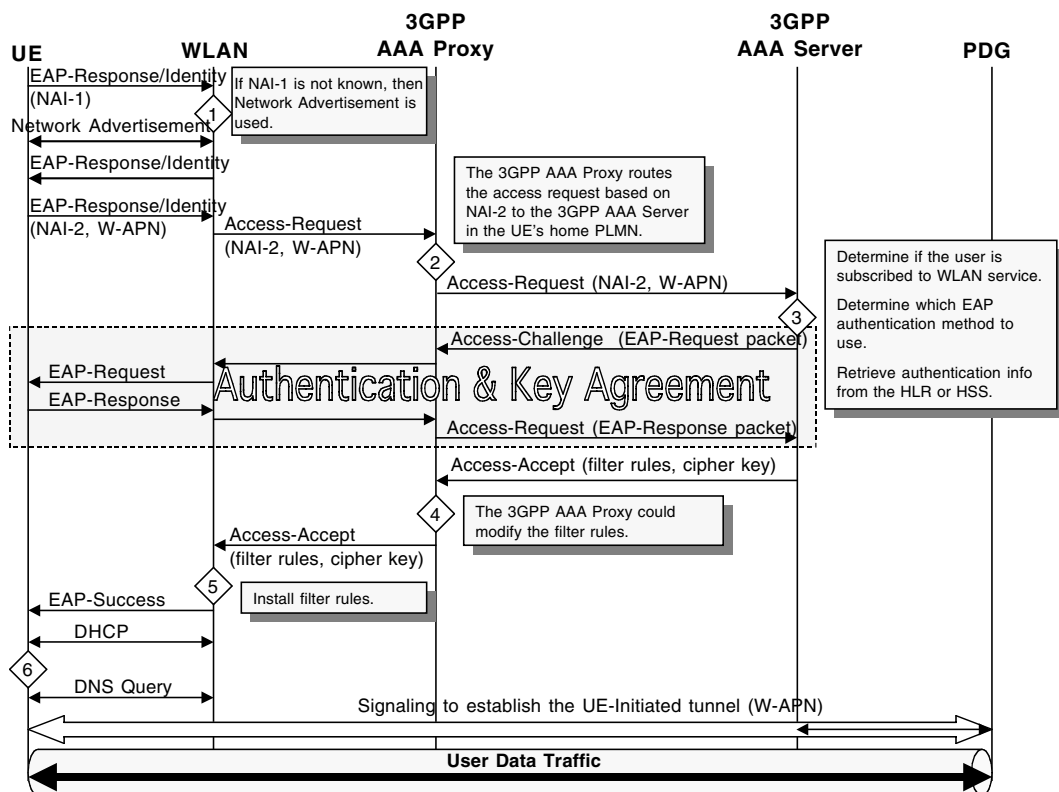 3GPP
3GPP
UE
WLAN
AAA Proxy
AAA Server
PDG
EAP-Response/Identity
(NAI-1)
If NAI-1 is not known, then
Network Advertisement is
used.
1
Network Advertisement
EAP-Response/Identity
The 3GPP AAA Proxy routes
the access request based on
NAI-2 to the 3GPP AAA Server
in the UE's home PLMN.
EAP-Response/Identity
(NAI-2, W-APN)
Access-Request
(NAI-2, W-APN)
2
Access-Request (NAI-2, W-APN)
Determine if the user is
subscribed to WLAN service.
Determine which EAP
authentication method to
use.
Retrieve authentication info
from the HLR or HSS.
3
Access-Challenge (EAP-Request packet)
EAP-Request
Authentication & Key Agreement
EAP-Response
Access-Request (EAP-Response packet)
Access-Accept (filter rules, cipher key)
4
The 3GPP AAA Proxy could
modify the filter rules.
Access-Accept
(filter rules, cipher key)
5
Install filter rules.
EAP-Success
DHCP
6
DNS Query
Signaling to establish the UE-Initiated tunnel (W-APN)
User Data Traffic